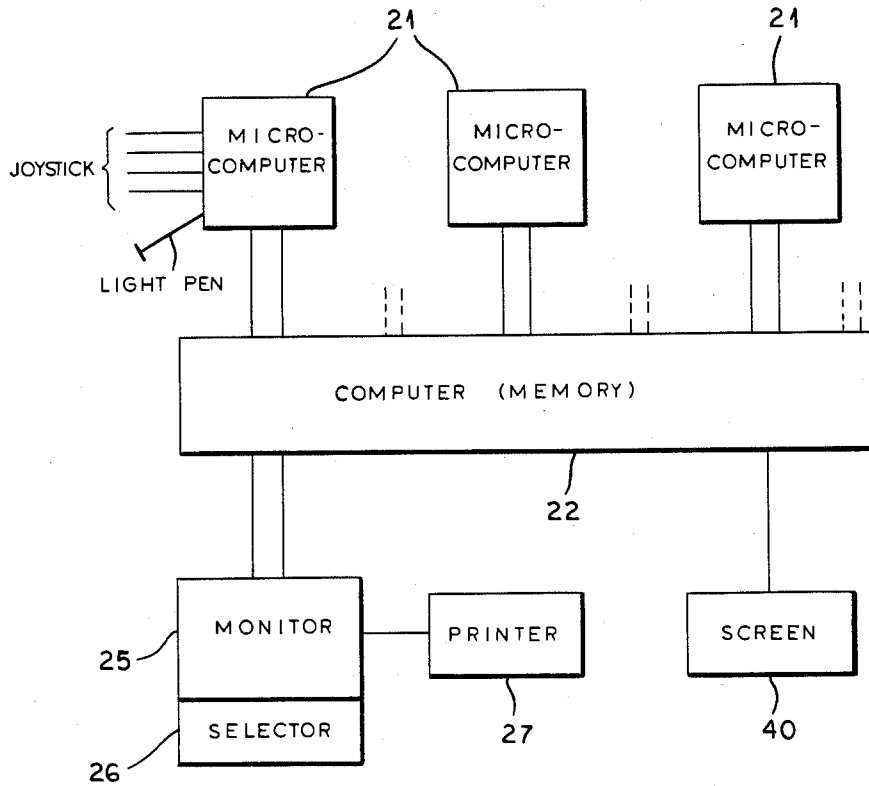 21
21
MICRO-
COMPUTER
MICRO-
COMPUTER
MICRO-
COMPUTER
JOYSTICK
LIGHT PEN
COMPUTER (MEMORY)
22
MONITOR
25
PRINTER
27
SCREEN
40
SELECTOR
26